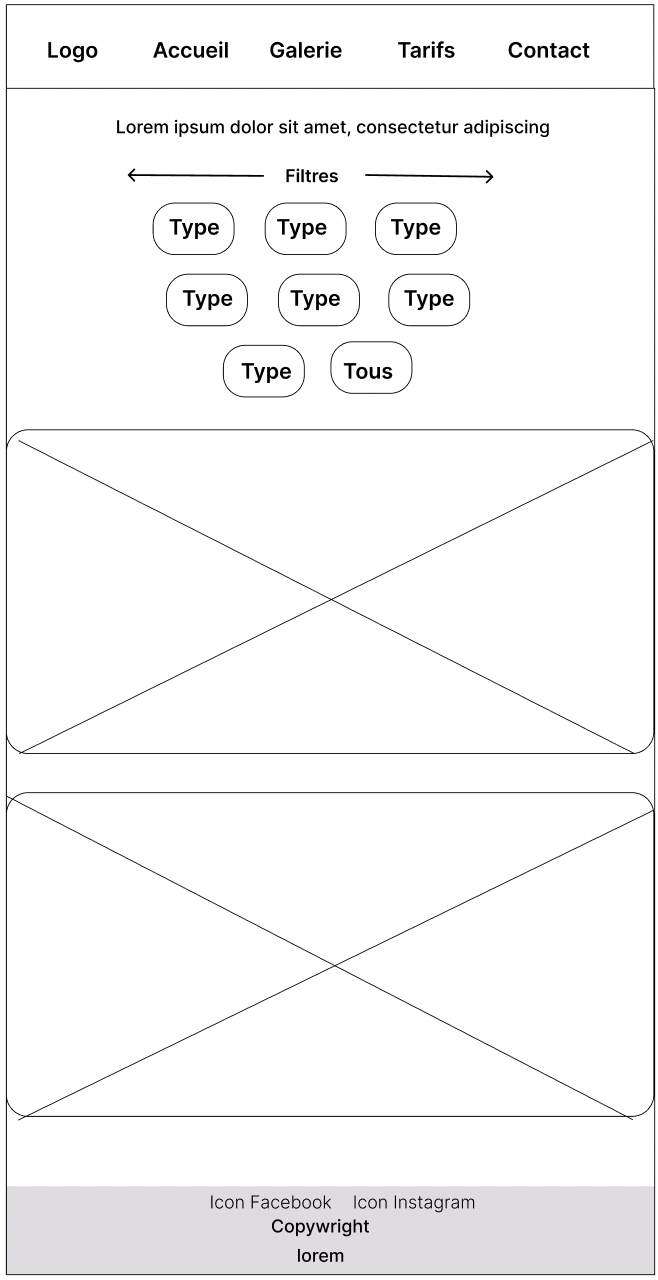 Logo Accueil Galerie Tarifs Contact
Lorem ipsum dolor sit amet, consectetur adipiscing
Filtres
Type Type Type
Type Type Type
Type Tous
Icon Facebook Icon Instagram
Copywright
lorem